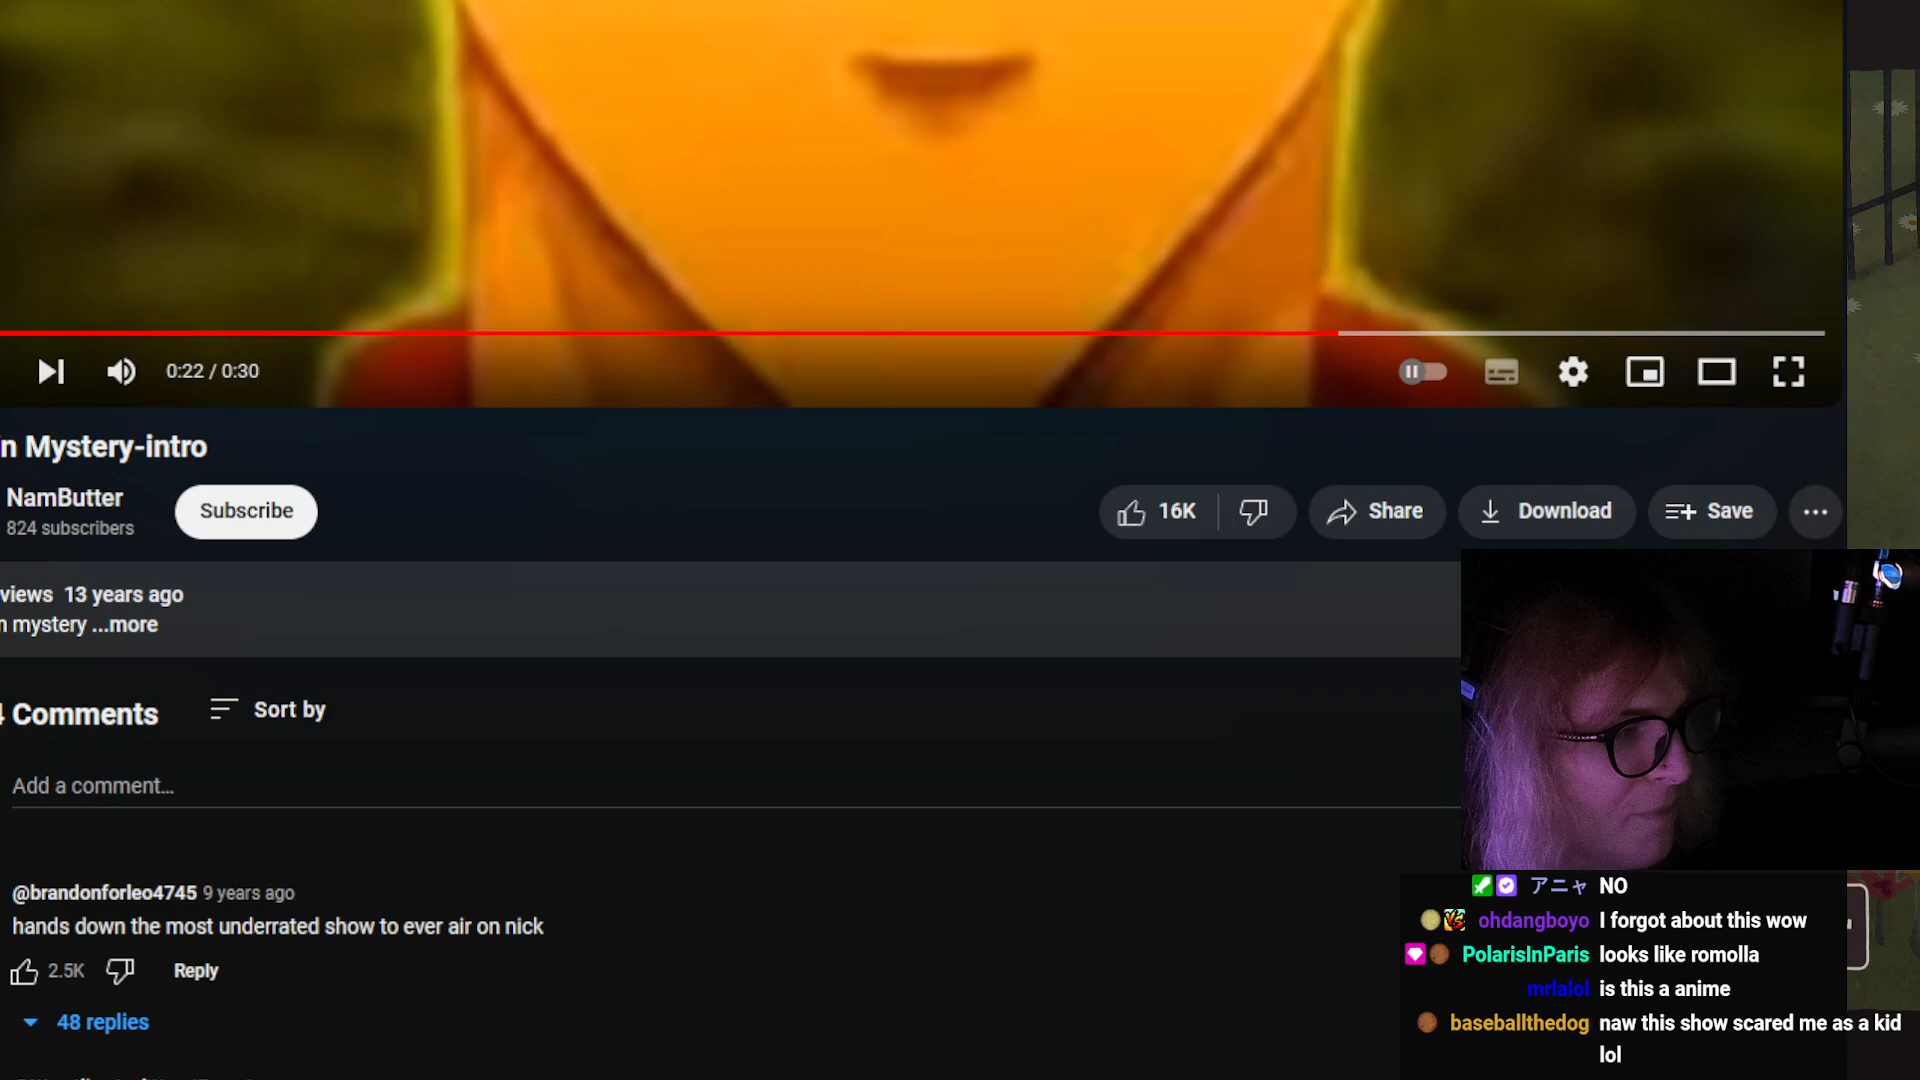 0:22 / 0:30
n Mystery-intro
NamButter
824 subscribers
Subscribe
16K
Share
Download
Save
views 13 years ago
n mystery ...more
4 Comments
Sort by
Add a comment...
@brandonforleo4745 9 years ago
hands down the most underrated show to ever air on nick
2.5K
Reply
48 replies
アニャ NO
ohdangboyo I forgot about this wow
PolarisInParis looks like romolla
mrlalol is this a anime
baseballthedog naw this show scared me as a kid
lol